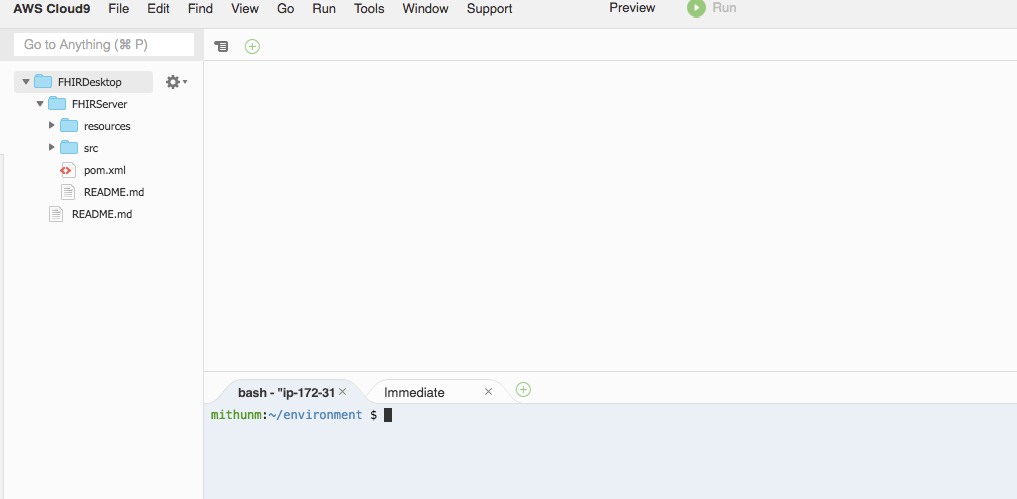 AWS Cloud9 File Edit Find View Go Run Tools Window Support Preview Run
Go to Anything (⌘ P)
FHIRDesktop
FHIRServer
resources
src
pom.xml
README.md
README.md
bash - "ip-172-31 × Immediate ×
mithunm:~/environment $